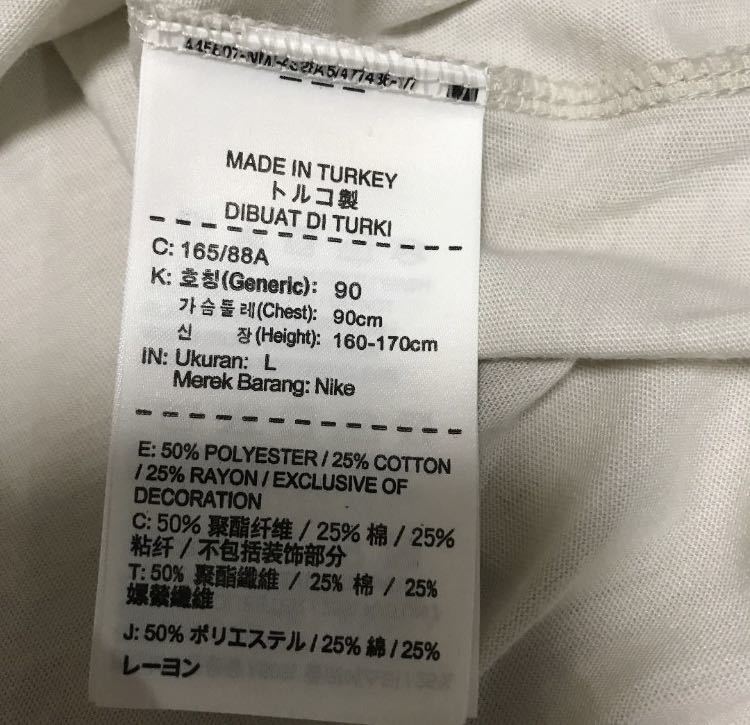 MADE IN TURKEY
トルコ製
DIBUAT DI TURKI
C: 165/88A
K: 호칭(Generic): 90
가슴둘레(Chest): 90cm
신 장(Height): 160-170cm
IN: Ukuran: L
Merek Barang: Nike
E: 50% POLYESTER / 25% COTTON
/ 25% RAYON / EXCLUSIVE OF
DECORATION
C: 50% 聚酯纤维 / 25% 棉 / 25%
粘纤 / 不包括装饰部分
T: 50% 聚酯纖維 / 25% 棉 / 25%
嫘縈纖維
J: 50% ポリエステル / 25% 綿 / 25%
レーヨン